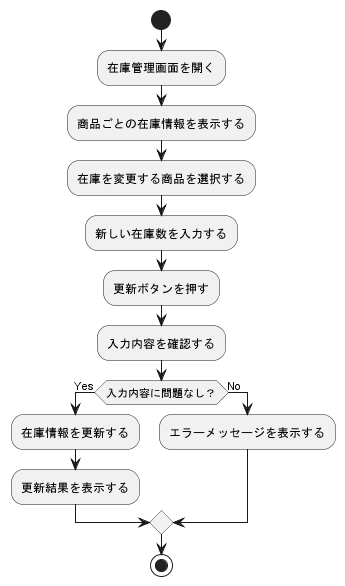 在庫管理画面を開く
商品ごとの在庫情報を表示する
在庫を変更する商品を選択する
新しい在庫数を入力する
更新ボタンを押す
入力内容を確認する
入力内容に問題なし？
Yes
No
在庫情報を更新する
エラーメッセージを表示する
更新結果を表示する